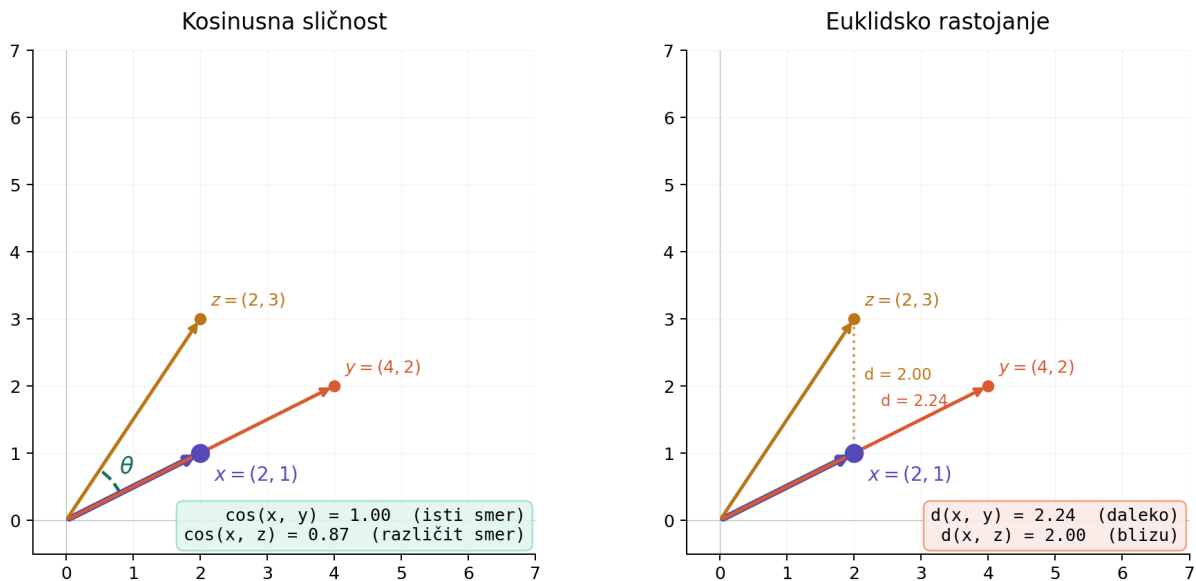 Kosinusna sličnost
7
6
5
4
3
2
1
0
z = (2, 3)
y = (4, 2)
θ
x = (2, 1)
cos(x, y) = 1.00 (isti smer)
cos(x, z) = 0.87 (različit smer)
0 1 2 3 4 5 6 7
Euklidsko rastojanje
7
6
5
4
3
2
1
0
z = (2, 3)
d = 2.00
y = (4, 2)
d = 2.24
x = (2, 1)
d(x, y) = 2.24 (daleko)
d(x, z) = 2.00 (blizu)
0 1 2 3 4 5 6 7